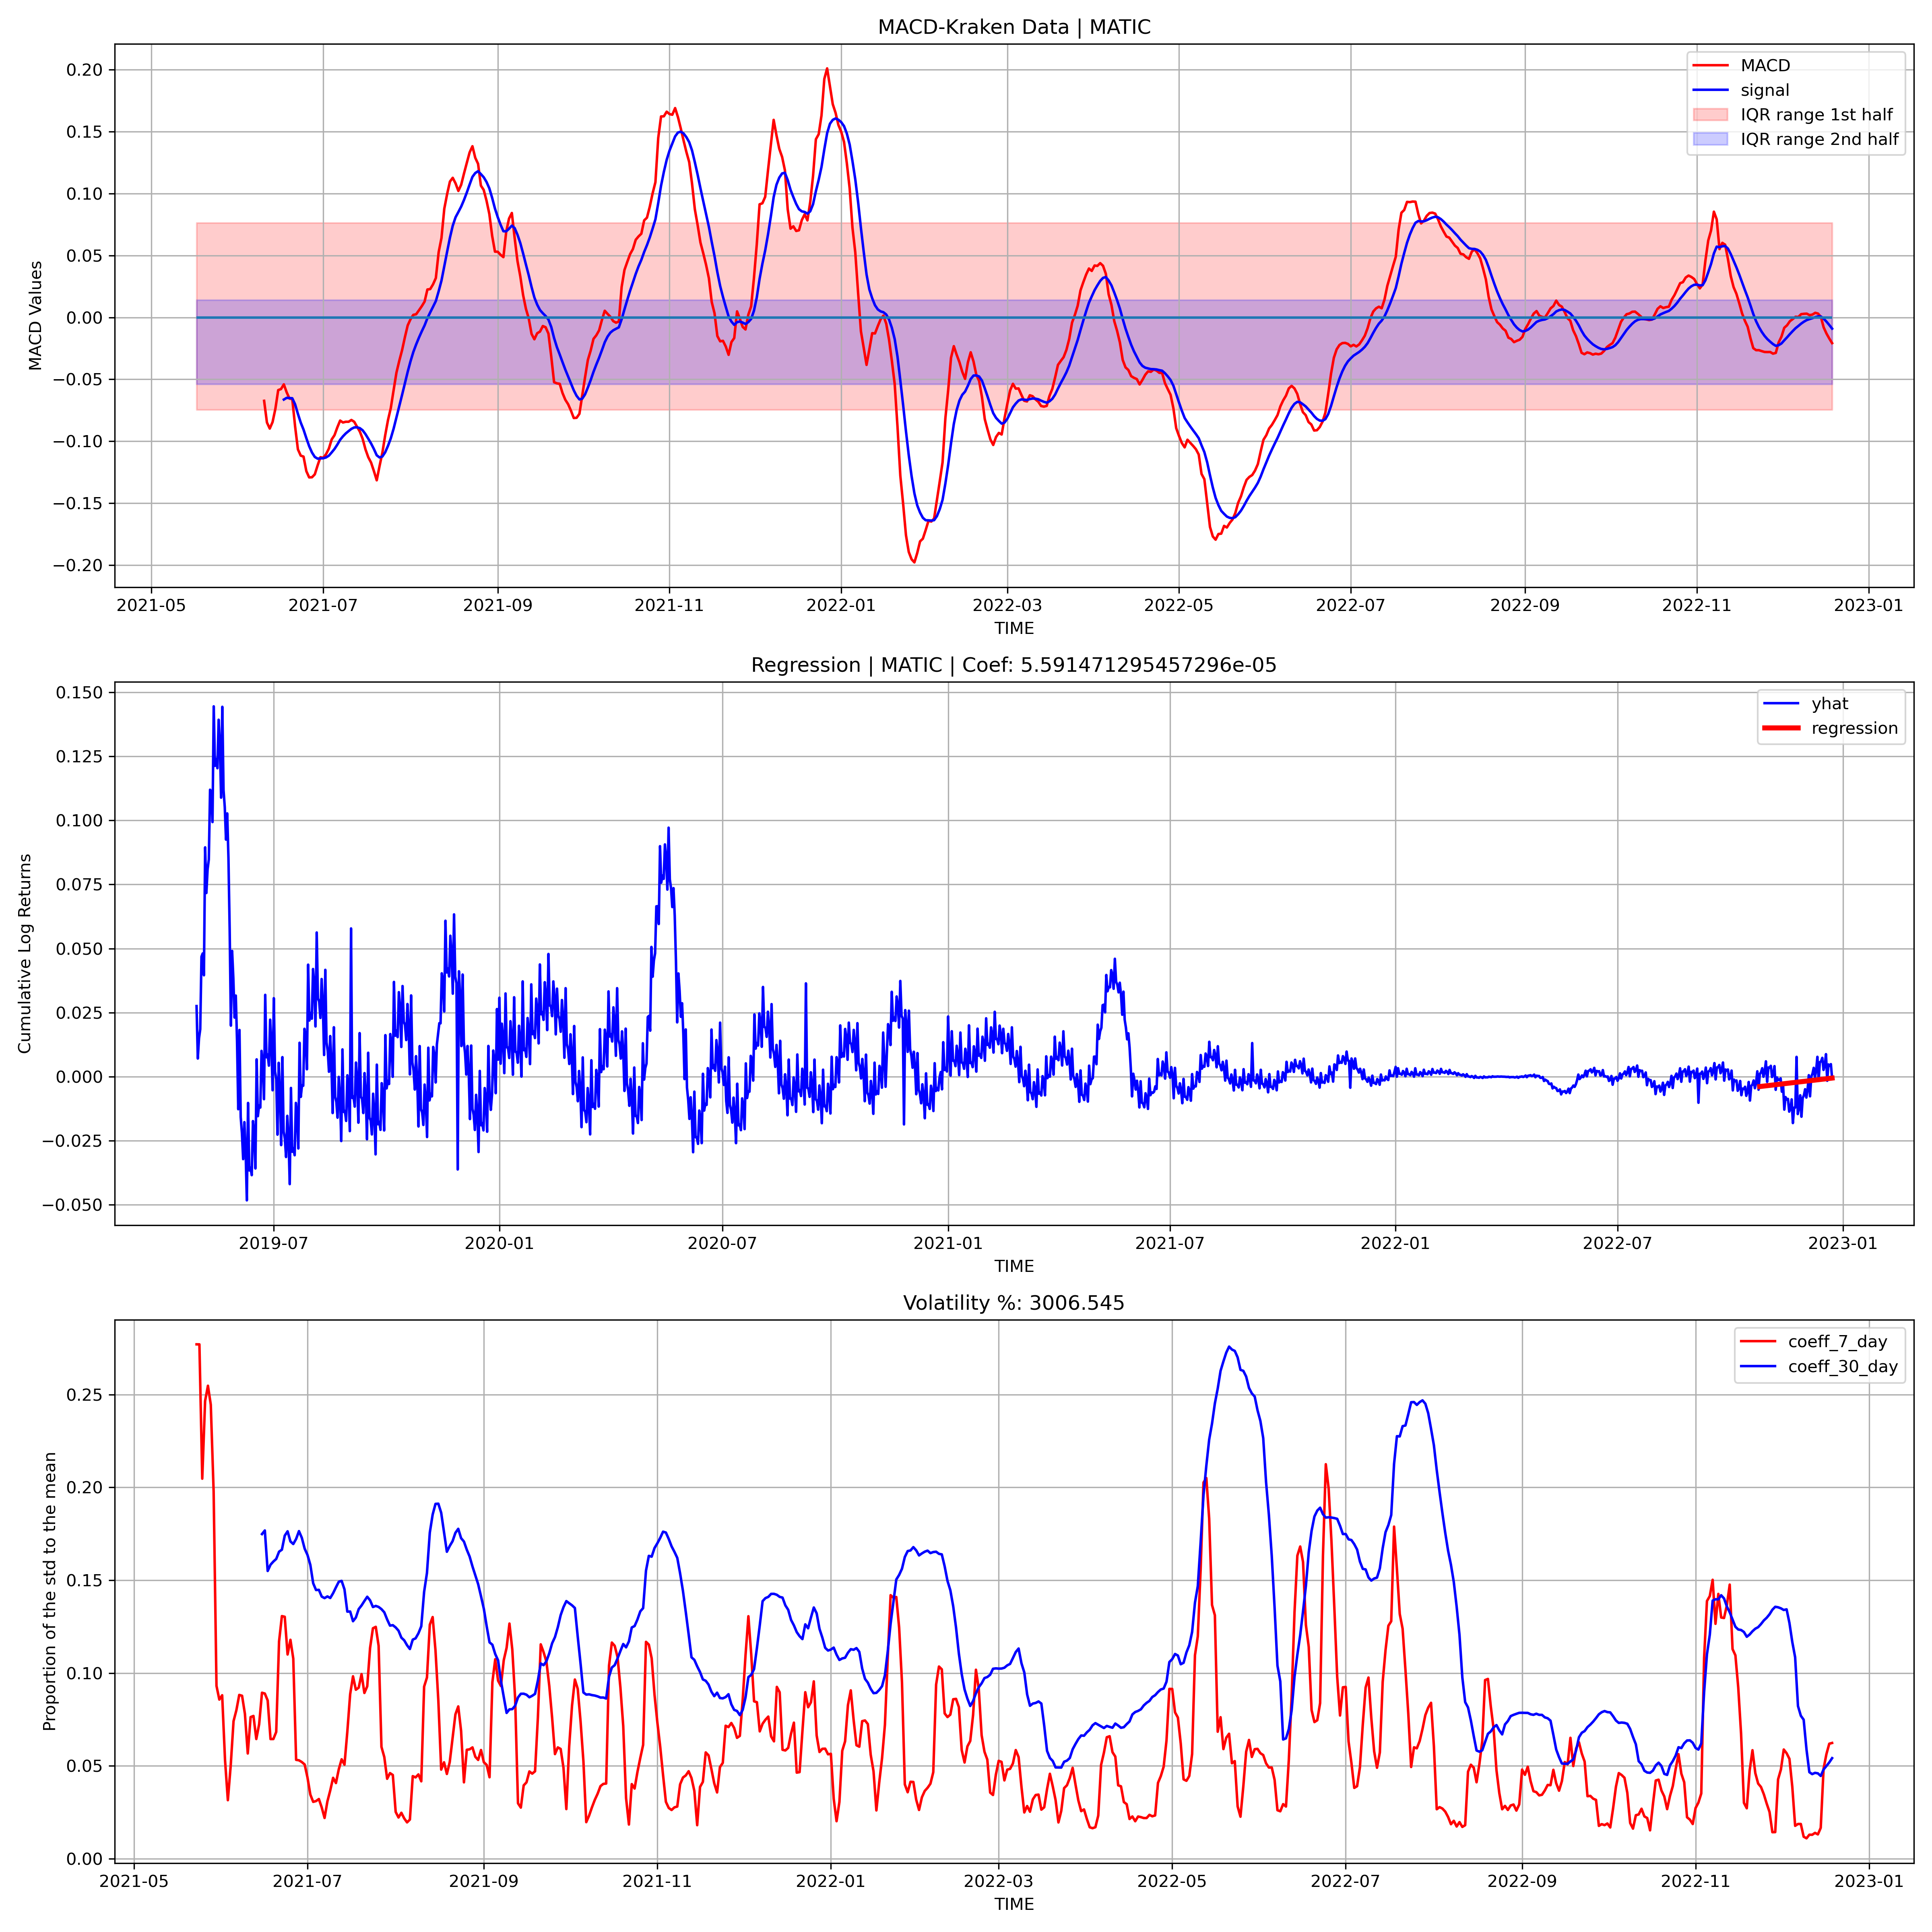 MACD-Kraken Data | MATIC
MACD Values
0.20
0.15
0.10
0.05
0.00
−0.05
−0.10
−0.15
−0.20
MACD
signal
IQR range 1st half
IQR range 2nd half
2021-05 2021-07 2021-09 2021-11 2022-01 2022-03 2022-05 2022-07 2022-09 2022-11 2023-01
TIME
Regression | MATIC | Coef: 5.591471295457296e-05
Cumulative Log Returns
0.150
0.125
0.100
0.075
0.050
0.025
0.000
−0.025
−0.050
yhat
regression
2019-07 2020-01 2020-07 2021-01 2021-07 2022-01 2022-07 2023-01
TIME
Volatility %: 3006.545
Proportion of the std to the mean
0.25
0.20
0.15
0.10
0.05
0.00
coeff_7_day
coeff_30_day
2021-05 2021-07 2021-09 2021-11 2022-01 2022-03 2022-05 2022-07 2022-09 2022-11 2023-01
TIME